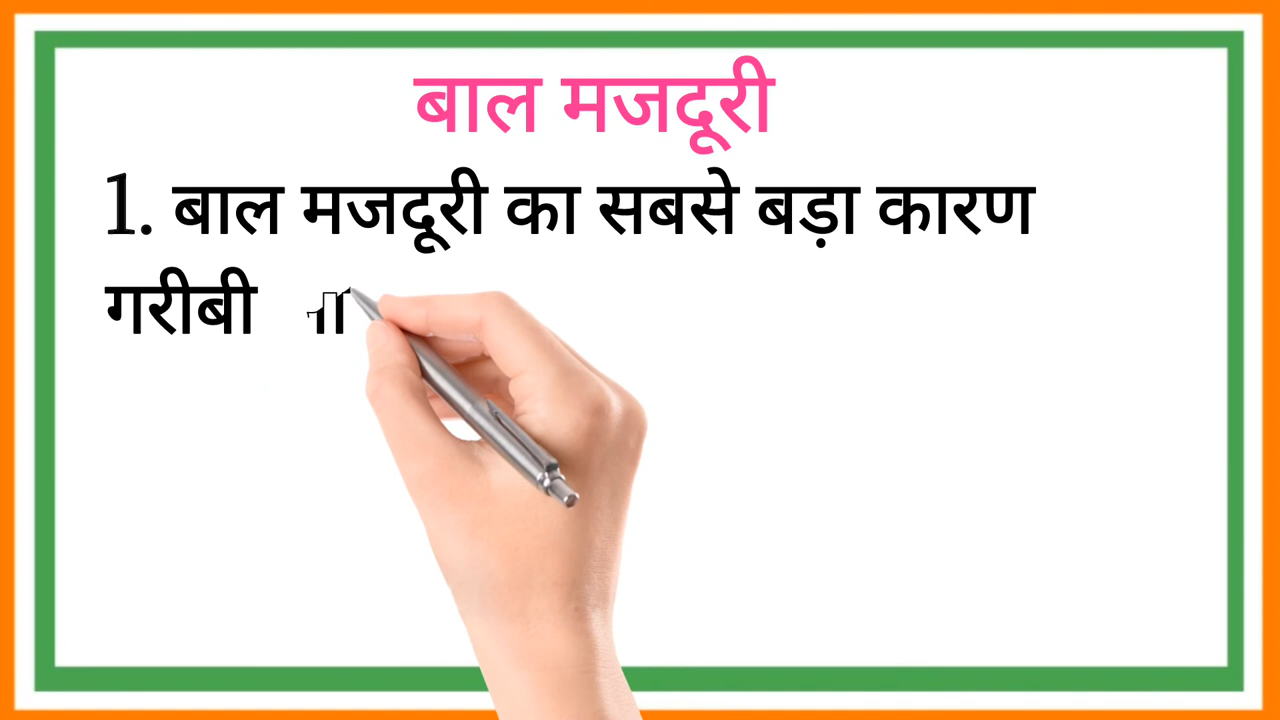 बाल मजदूरी
1. बाल मजदूरी का सबसे बड़ा कारण
गरीबी